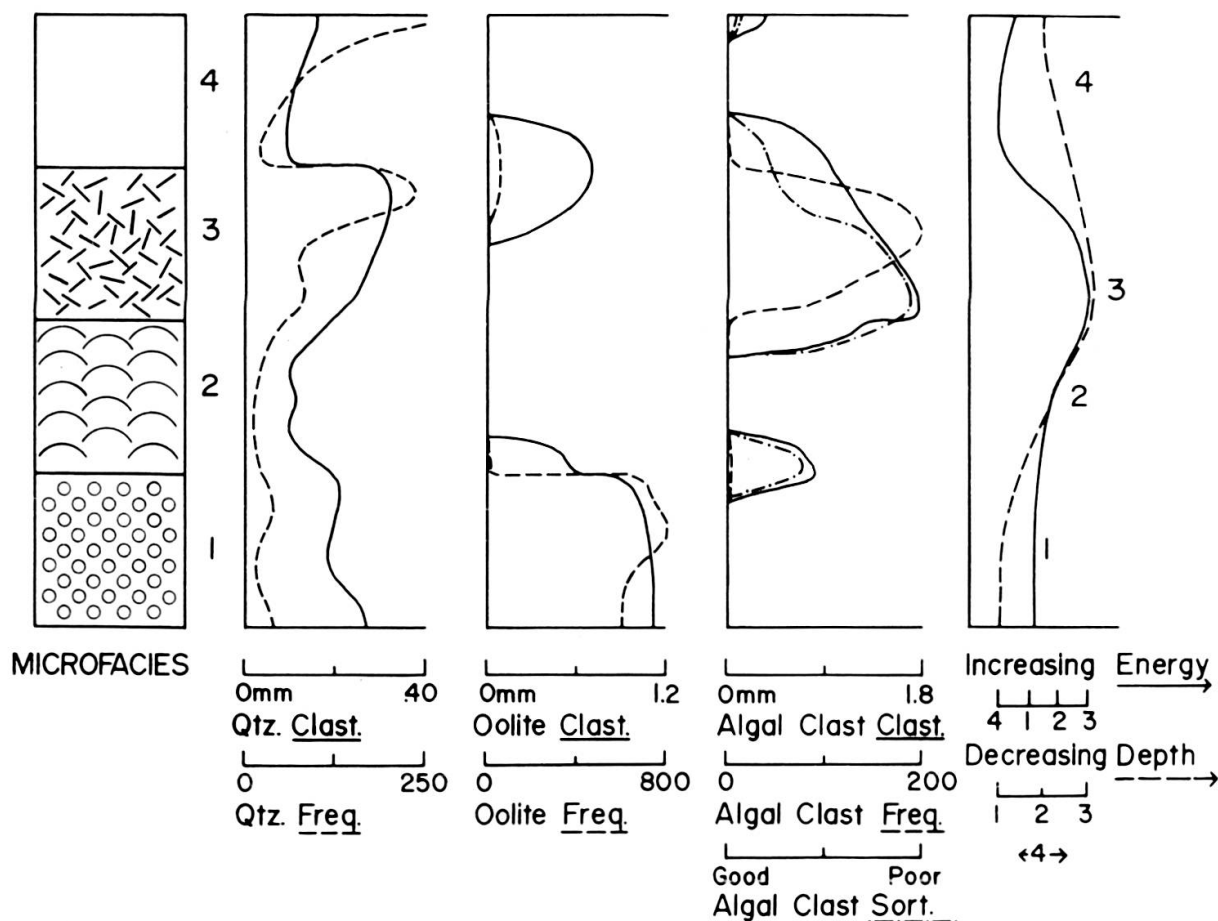 4
3
2
1
4
3
2
1
MICROFACIES
0mm .40
Qtz. Clast.
0 250
Qtz. Freq.
0mm 1.2
Oolite Clast.
0 800
Oolite Freq.
0mm 1.8
Algal Clast Clast.
0 200
Algal Clast Freq.
Good Poor
Algal Clast Sort.
Increasing Energy
4 1 2 3
Decreasing Depth
1 2 3
4